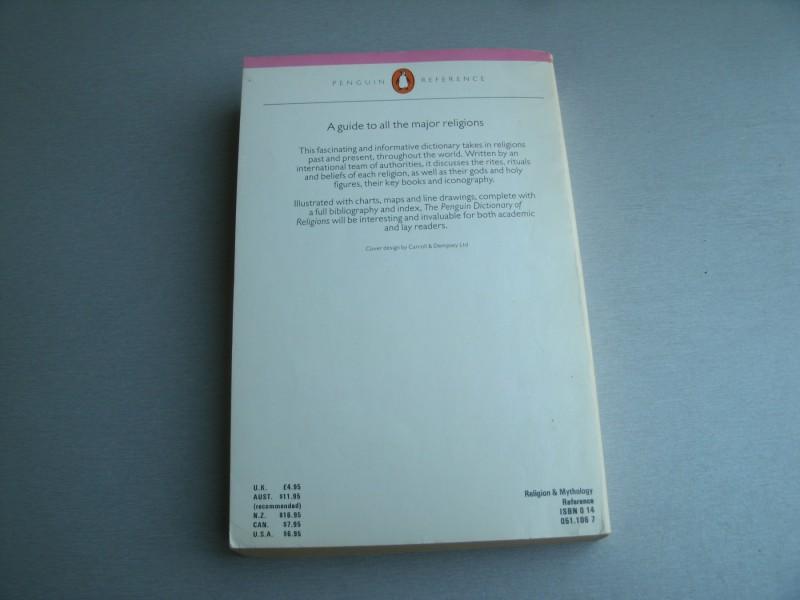 PENGUIN REFERENCE
A guide to all the major religions
This fascinating and informative dictionary takes in religions
past and present, throughout the world. Written by an
international team of authorities, it discusses the rites, rituals
and beliefs of each religion, as well as their gods and holy
figures, their key books and iconography.
Illustrated with charts, maps and line drawings, complete with
a full bibliography and index, The Penguin Dictionary of
Religions will be interesting and invaluable for both academic
and lay readers.
Cover design by Carroll & Dempsey Ltd
U.K. £4.95
AUST. $11.95
(recommended)
N.Z. $16.95
CAN. $7.95
U.S.A. $6.95
Religion & Mythology
Reference
ISBN 0 14
051.106 7